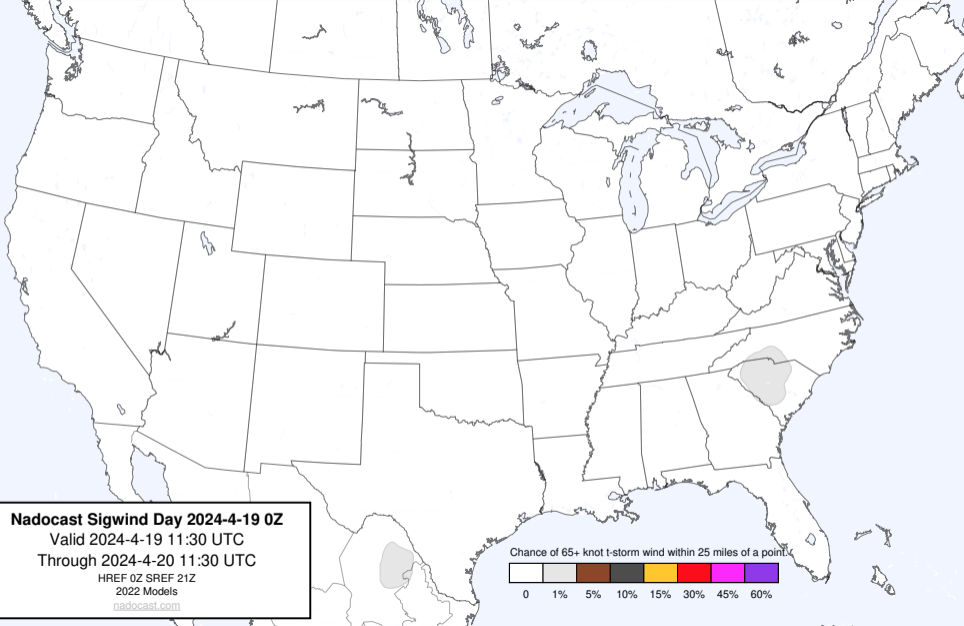 Nadocast Sigwind Day 2024-4-19 0Z
Valid 2024-4-19 11:30 UTC
Through 2024-4-20 11:30 UTC
HREF 0Z SREF 21Z
2022 Models
nadocast.com
Chance of 65+ knot t-storm wind within 25 miles of a point.
0 1% 5% 10% 15% 30% 45% 60%